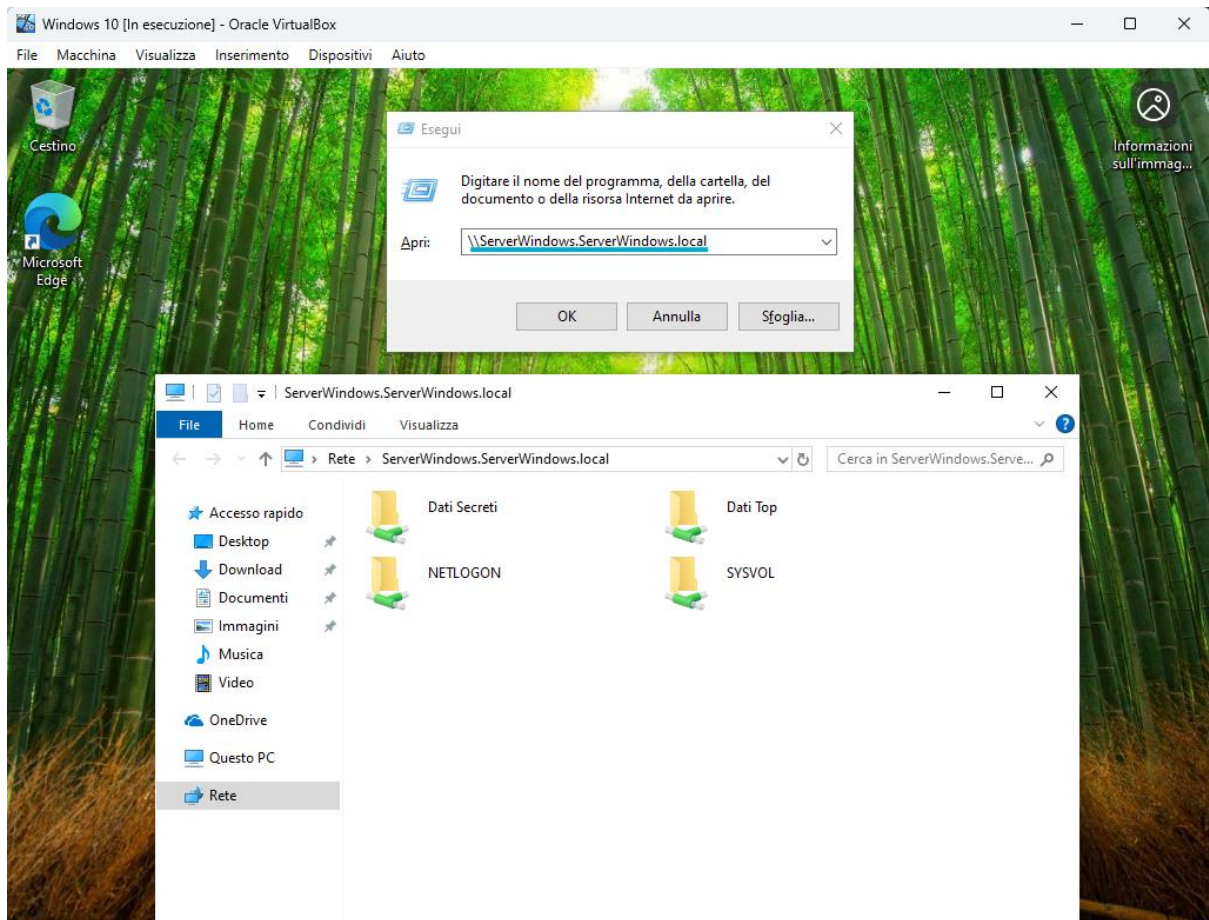 Windows 10 [In esecuzione] - Oracle VirtualBox
File Macchina Visualizza Inserimento Dispositivi Aiuto
Cestino
Microsoft
Edge
Informazioni
sull'immag...
Esegui
Digitare il nome del programma, della cartella, del
documento o della risorsa Internet da aprire.
Apri: \\ServerWindows.ServerWindows.local
OK Annulla Sfoglia...
ServerWindows.ServerWindows.local
File Home Condividi Visualizza
Rete > ServerWindows.ServerWindows.local Cerca in ServerWindows.Serve...
Accesso rapido
Desktop
Download
Documenti
Immagini
Musica
Video
OneDrive
Questo PC
Rete
Dati Secreti Dati Top
NETLOGON SYSVOL